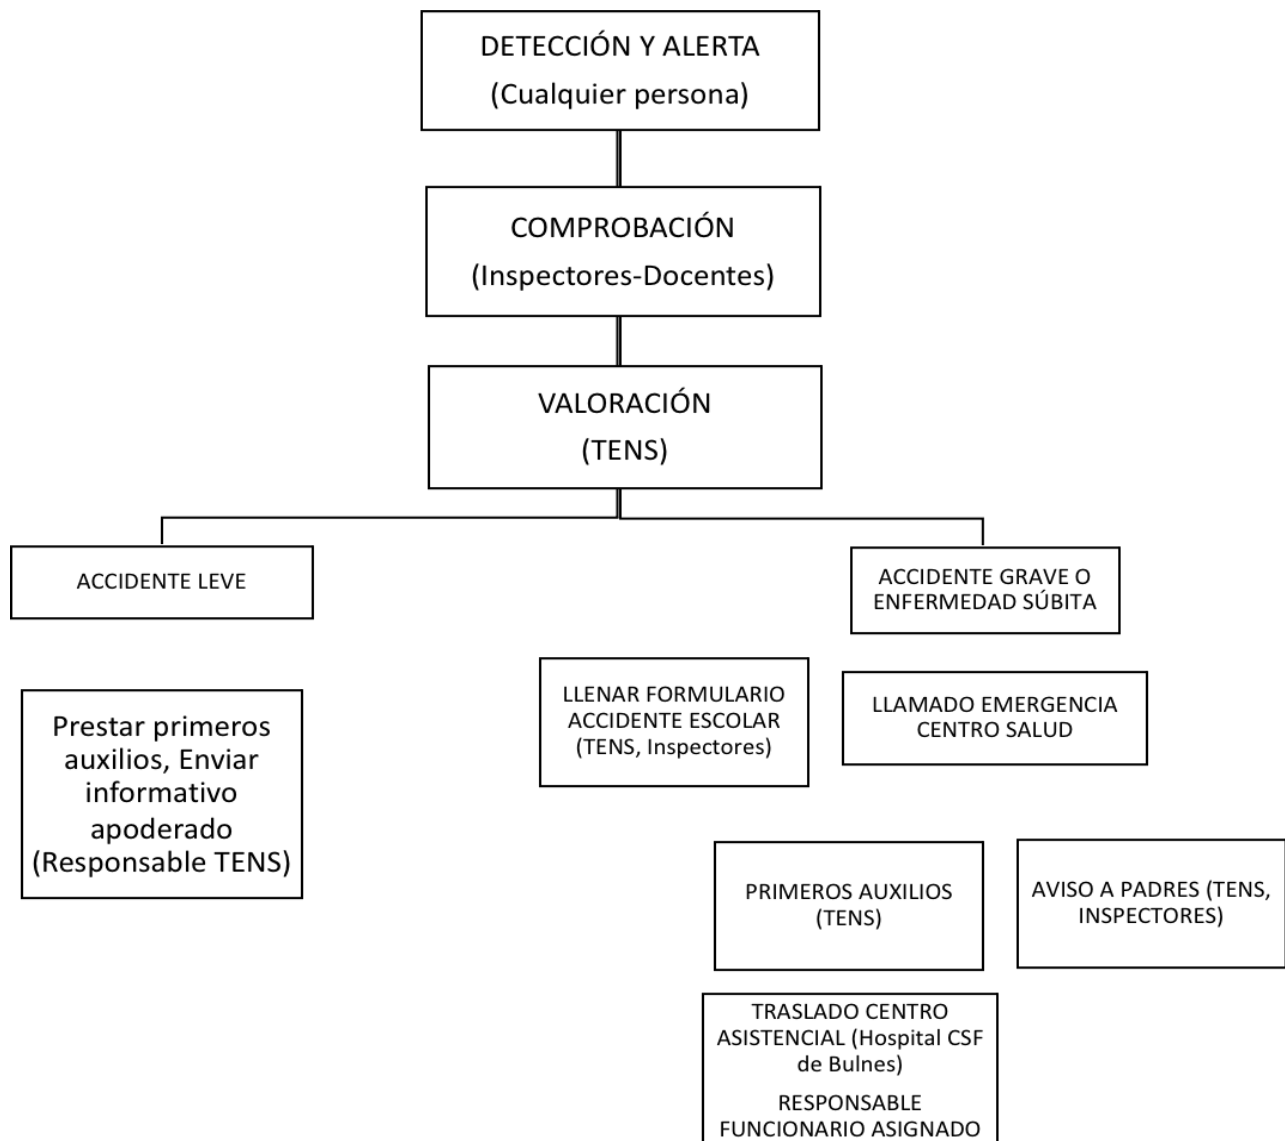 DETECCIÓN Y ALERTA
(Cualquier persona)
COMPROBACIÓN
(Inspectores-Docentes)
VALORACIÓN
(TENS)
ACCIDENTE LEVE
ACCIDENTE GRAVE O
ENFERMEDAD SÚBITA
Prestar primeros
auxilios, Enviar
informativo
apoderado
(Responsable TENS)
LLENAR FORMULARIO
ACCIDENTE ESCOLAR
(TENS, Inspectores)
LLAMADO EMERGENCIA
CENTRO SALUD
PRIMEROS AUXILIOS
(TENS)
AVISO A PADRES (TENS,
INSPECTORES)
TRASLADO CENTRO
ASISTENCIAL (Hospital CSF
de Bulnes)
RESPONSABLE
FUNCIONARIO ASIGNADO